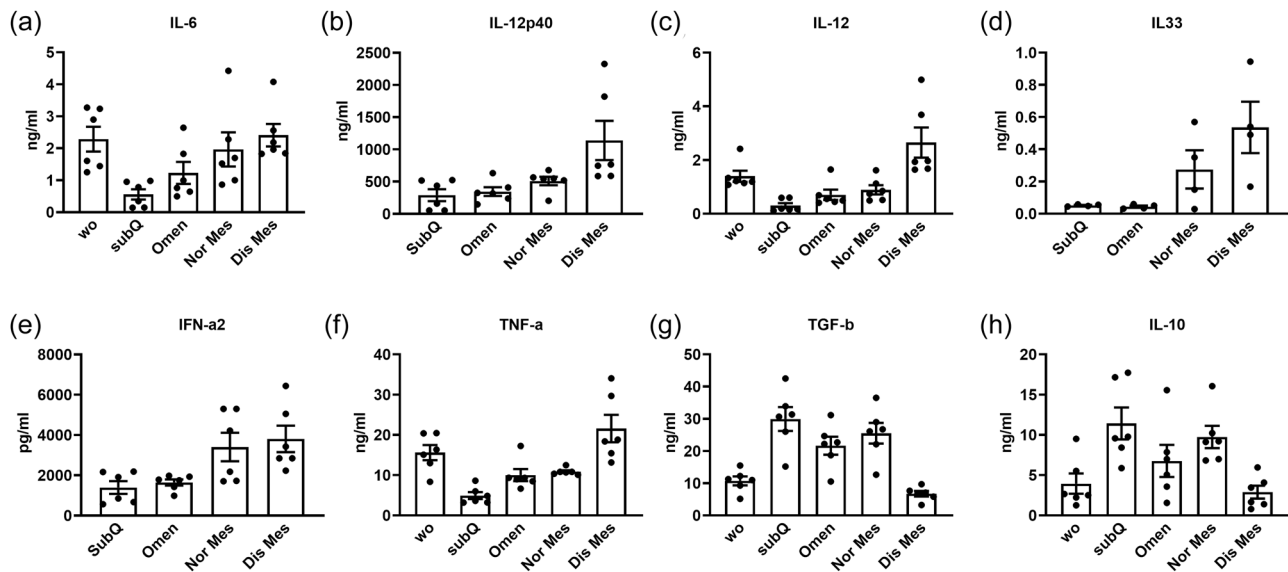 (a) IL-6
ng/ml
5
4
3
2
1
0
wo subQ Omen Nor Mes Dis Mes
(b) IL-12p40
ng/ml
2500
2000
1500
1000
500
0
SubQ Omen Nor Mes Dis Mes
(c) IL-12
ng/ml
6
4
2
0
wo subQ Omen Nor Mes Dis Mes
(d) IL33
ng/ml
1.0
0.8
0.6
0.4
0.2
0.0
SubQ Omen Nor Mes Dis Mes
(e) IFN-a2
pg/ml
8000
6000
4000
2000
0
SubQ Omen Nor Mes Dis Mes
(f) TNF-a
ng/ml
40
30
20
10
0
wo subQ Omen Nor Mes Dis Mes
(g) TGF-b
ng/ml
50
40
30
20
10
0
wo subQ Omen Nor Mes Dis Mes
(h) IL-10
ng/ml
20
15
10
5
0
wo subQ Omen Nor Mes Dis Mes